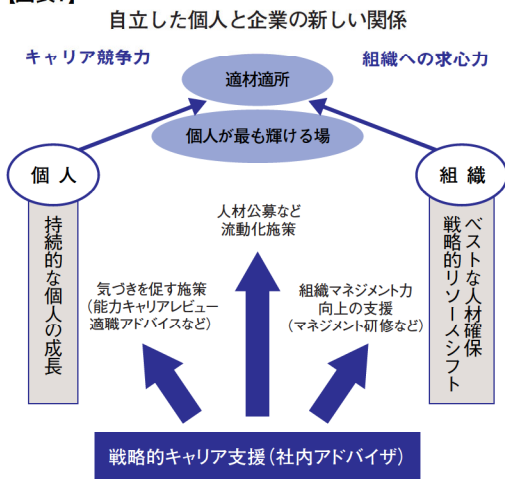 自立した個人と企業の新しい関係
キャリア競争力
組織への求心力
適材適所
個人が最も輝ける場
個人
組織
持続的な個人の成長
ベストな人材確保
戦略的リソースシフト
人材公募など
流動化施策
気づきを促す施策
(能力キャリアレビュー
適職アドバイスなど)
組織マネジメント力
向上の支援
(マネジメント研修など)
戦略的キャリア支援(社内アドバイザ)